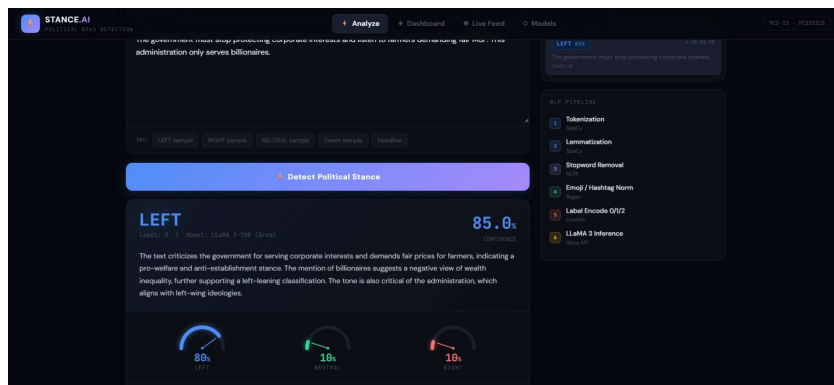 STANCE.AI
POLITICAL BIAS DETECTION
Analyze
Dashboard
Live Feed
Models
The government must stop protecting corporate interests and listen to farmers demanding fair MSP. This
administration only serves billionaires.
TRY:
LEFT sample
RIGHT sample
NEUTRAL sample
Tweet sample
Headline
Detect Political Stance
LEFT
Label: 0 | Model: LLaMA 3-70B (Groq)
85.0%
CONFIDENCE
The text criticizes the government for serving corporate interests and demands fair prices for farmers, indicating a
pro-welfare and anti-establishment stance. The mention of billionaires suggests a negative view of wealth
inequality, further supporting a left-leaning classification. The tone is also critical of the administration, which
aligns with left-wing ideologies.
80%
LEFT
10%
NEUTRAL
10%
RIGHT
LEFT 85%
The government must stop protecting corporate interest...
Label: 0
NLP PIPELINE
1
Tokenization
SpaCy
2
Lemmatization
SpaCy
3
Stopword Removal
NLTK
4
Emoji / Hashtag Norm
Regex
5
Label Encode 0/1/2
Custom
6
LLaMA 3 Inference
Groq API